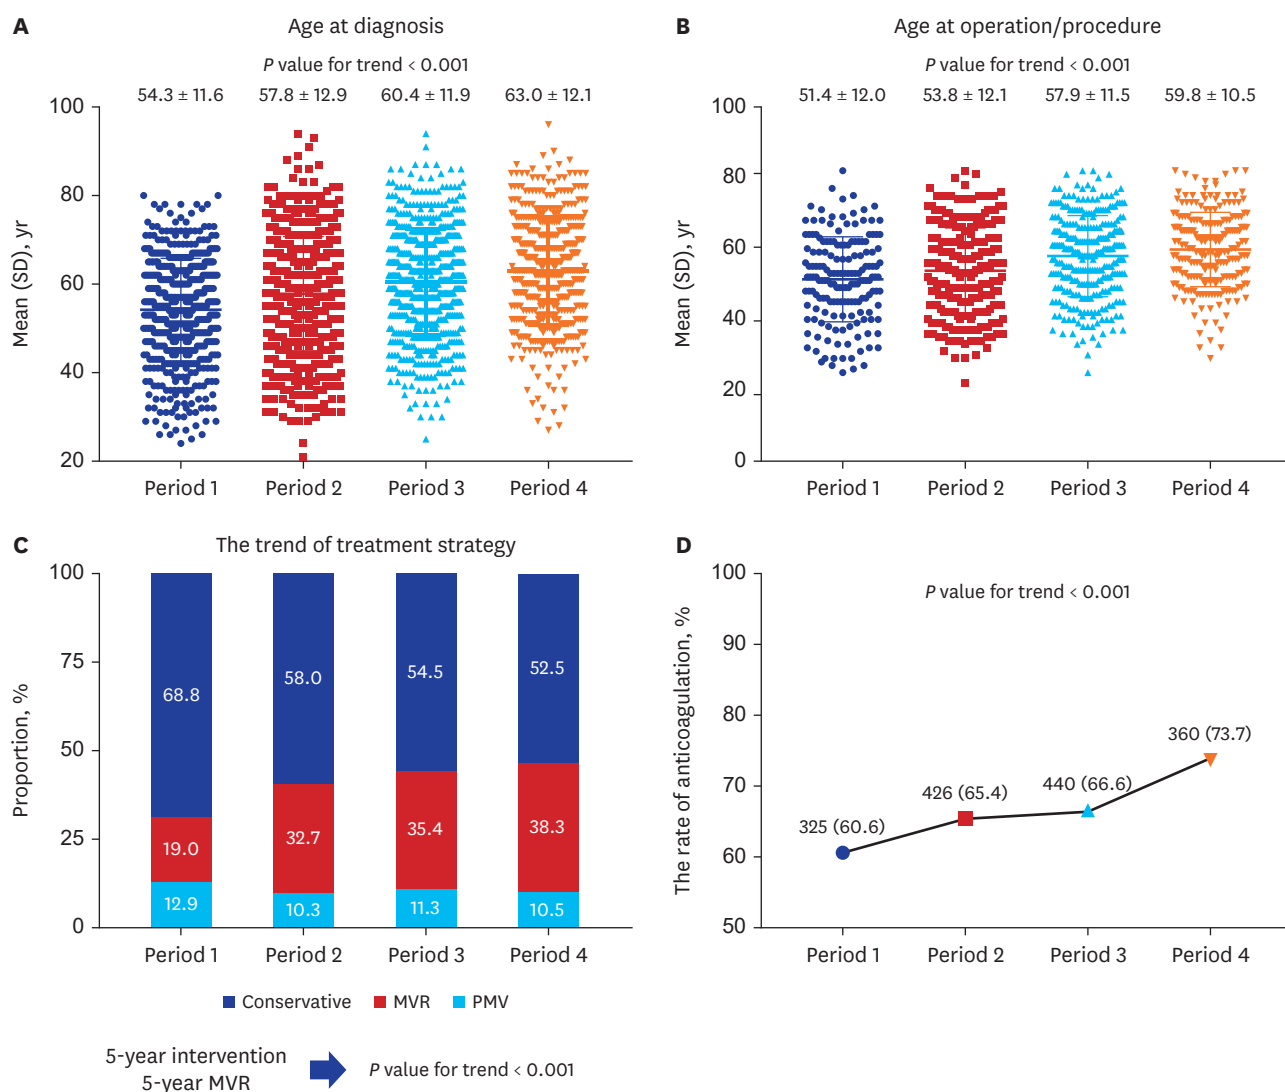 A
Age at diagnosis
P value for trend < 0.001
54.3 ± 11.6
57.8 ± 12.9
60.4 ± 11.9
63.0 ± 12.1
Mean (SD), yr
100
80
60
40
20
Period 1
Period 2
Period 3
Period 4
B
Age at operation/procedure
P value for trend < 0.001
51.4 ± 12.0
53.8 ± 12.1
57.9 ± 11.5
59.8 ± 10.5
Mean (SD), yr
100
80
60
40
20
0
Period 1
Period 2
Period 3
Period 4
C
The trend of treatment strategy
Proportion, %
100
75
50
25
0
68.8
58.0
54.5
52.5
19.0
32.7
35.4
38.3
12.9
10.3
11.3
10.5
Period 1
Period 2
Period 3
Period 4
Conservative
MVR
PMV
5-year intervention
5-year MVR
P value for trend < 0.001
D
P value for trend < 0.001
The rate of anticoagulation, %
100
90
80
70
60
50
325 (60.6)
426 (65.4)
440 (66.6)
360 (73.7)
Period 1
Period 2
Period 3
Period 4